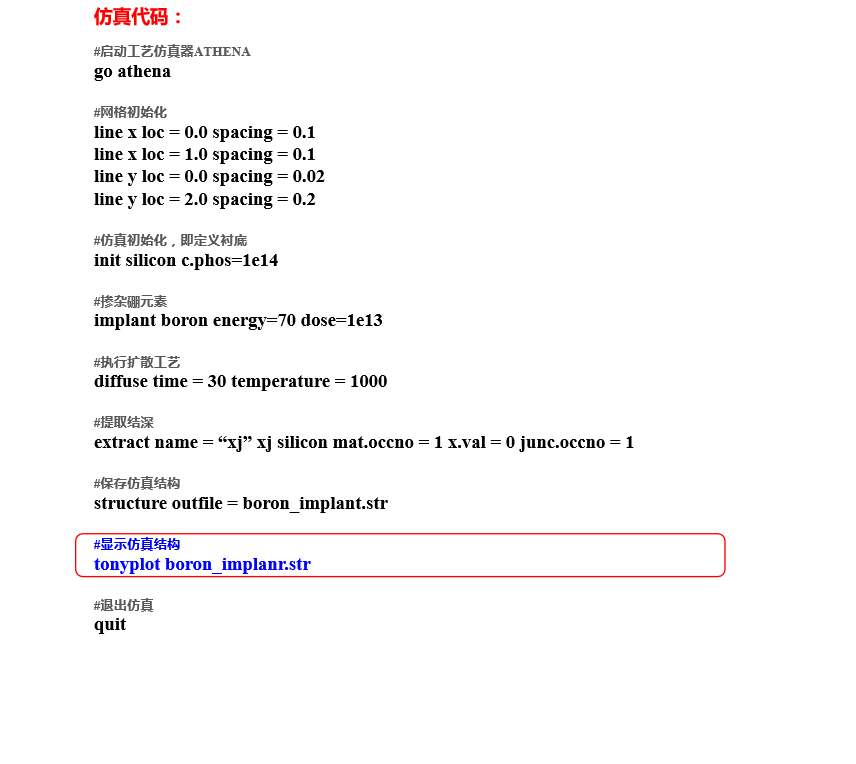 仿真代码：
#启动工艺仿真器ATHENA
go athena
#网格初始化
line x loc = 0.0 spacing = 0.1
line x loc = 1.0 spacing = 0.1
line y loc = 0.0 spacing = 0.02
line y loc = 2.0 spacing = 0.2
#仿真初始化，即定义衬底
init silicon c.phos=1e14
#掺杂硼元素
implant boron energy=70 dose=1e13
#执行扩散工艺
diffuse time = 30 temperature = 1000
#提取结深
extract name = “xj” xj silicon mat.occno = 1 x.val = 0 junc.occno = 1
#保存仿真结构
structure outfile = boron_implant.str
#显示仿真结构
tonyplot boron_implanr.str
#退出仿真
quit